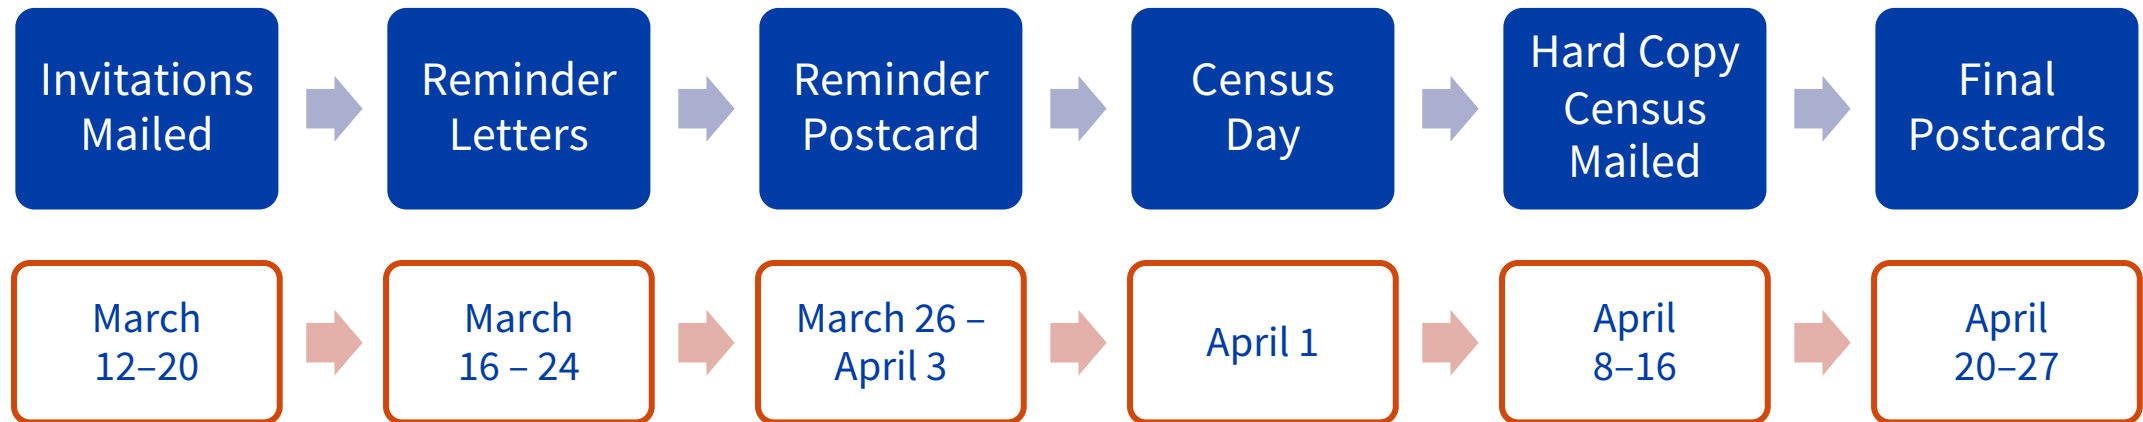 Invitations
Mailed
Reminder
Letters
Reminder
Postcard
Census
Day
Hard Copy
Census
Mailed
Final
Postcards
March
12–20
March
16 – 24
March 26 –
April 3
April 1
April
8–16
April
20–27